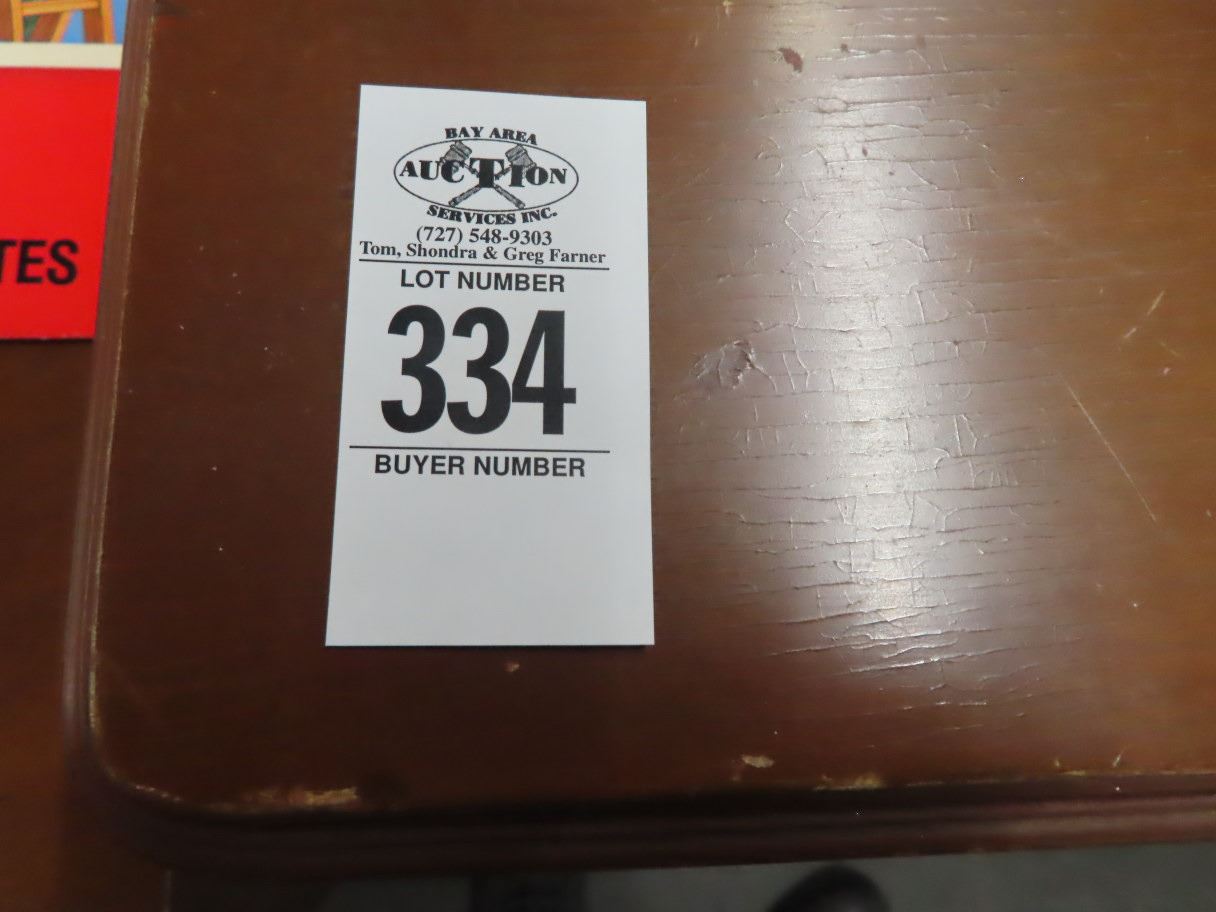 BAY AREA
AUCTION
SERVICES INC.
(727) 548-9303
Tom, Shondra & Greg Farner
LOT NUMBER
334
BUYER NUMBER
TES